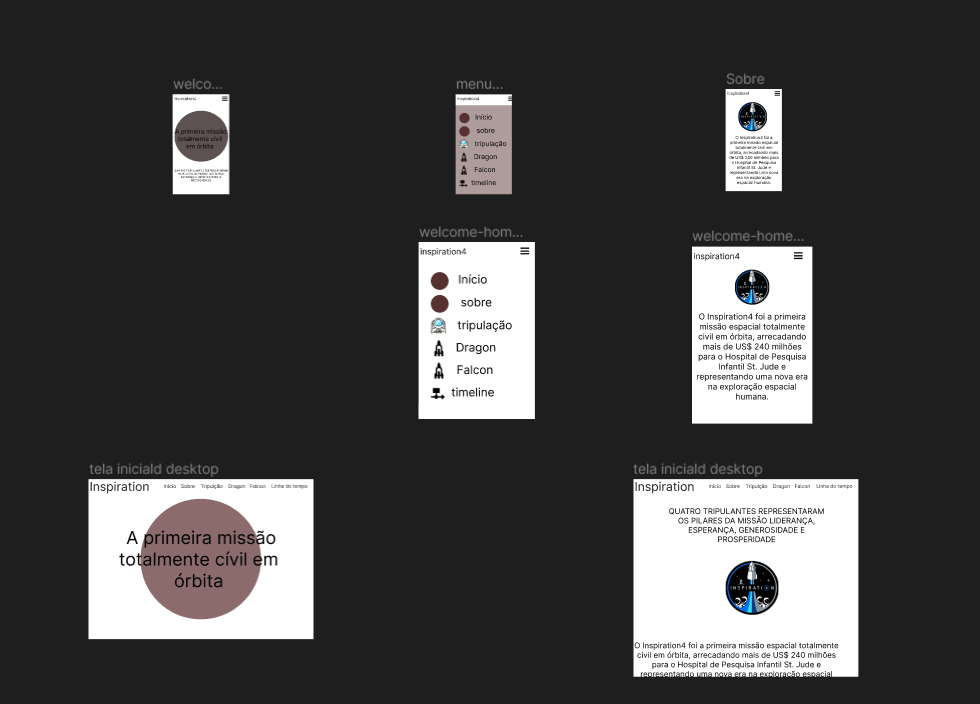 welco...
menu...
Sobre
inspiration4
A primeira missão
totalmente cívil
em órbita
inspiration4
Início
sobre
tripulação
Dragon
Falcon
timeline
inspiration4
O Inspiration4 foi a
primeira missão espacial
totalmente civil em
órbita, arrecadando mais
de US$ 240 milhões para o
Hospital de Pesquisa
Infantil St. Jude e
representando uma nova
era na exploração
espacial humana.
welcome-hom...
welcome-home...
inspiration4
Início
sobre
tripulação
Dragon
Falcon
timeline
inspiration4
INSPIRATI N
O Inspiration4 foi a primeira
missão espacial totalmente
civil em órbita, arrecadando
mais de US$ 240 milhões
para o Hospital de Pesquisa
Infantil St. Jude e
representando uma nova era
na exploração espacial
humana.
tela iniciald desktop
tela iniciald desktop
Inspiration
Início Sobre Tripulção Dragon Falcon Linha do tempo
A primeira missão
totalmente cívil em
órbita
Inspiration
Início Sobre Tripulção Dragon Falcon Linha do tempo
QUATRO TRIPULANTES REPRESENTARAM
OS PILARES DA MISSÃO LIDERANÇA,
ESPERANÇA, GENEROSIDADE E
PROSPERIDADE
INSPIRATI N
O Inspiration4 foi a primeira missão espacial totalmente
civil em órbita, arrecadando mais de US$ 240 milhões
para o Hospital de Pesquisa Infantil St. Jude e
representando uma nova era na exploração espacial